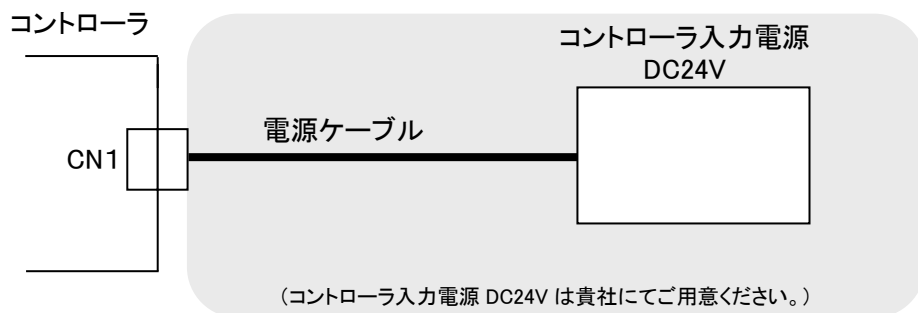 コントローラ
コントローラ入力電源
DC24V
電源ケーブル
CN1
（コントローラ入力電源 DC24V は貴社にてご用意ください。）